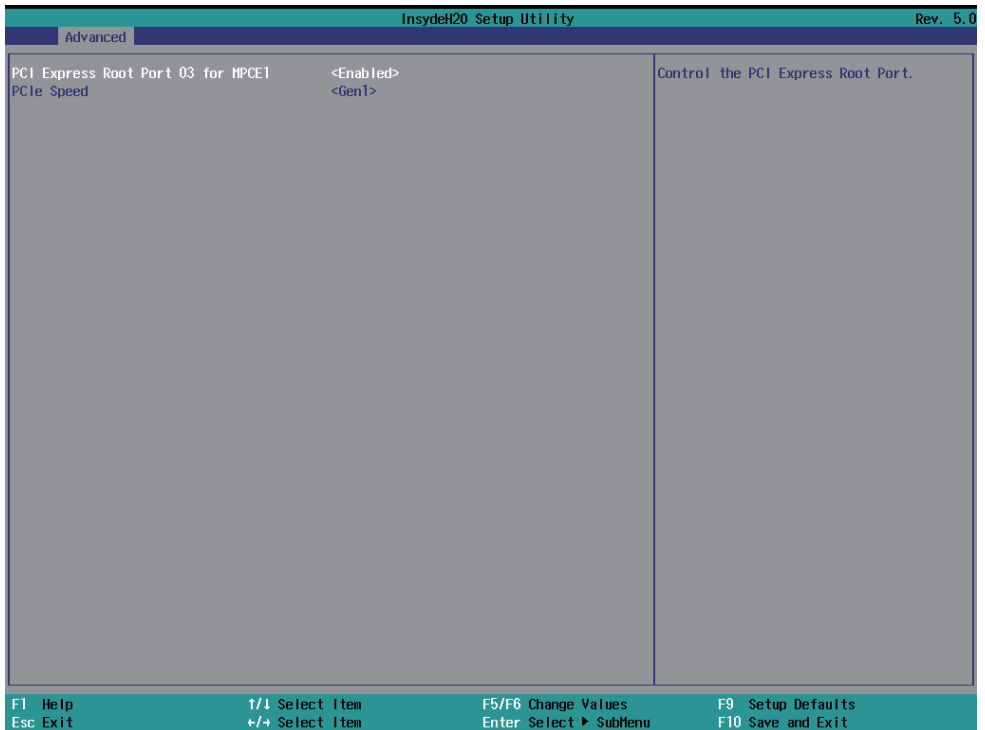 InsydeH20 Setup Utility Rev. 5.0
Advanced
PCI Express Root Port 03 for MPCE1 <Enabled> Control the PCI Express Root Port.
PCIe Speed <Gen1>
F1 Help ↑/↓ Select Item F5/F6 Change Values F9 Setup Defaults
Esc Exit ←/→ Select Item Enter Select ▶ SubMenu F10 Save and Exit